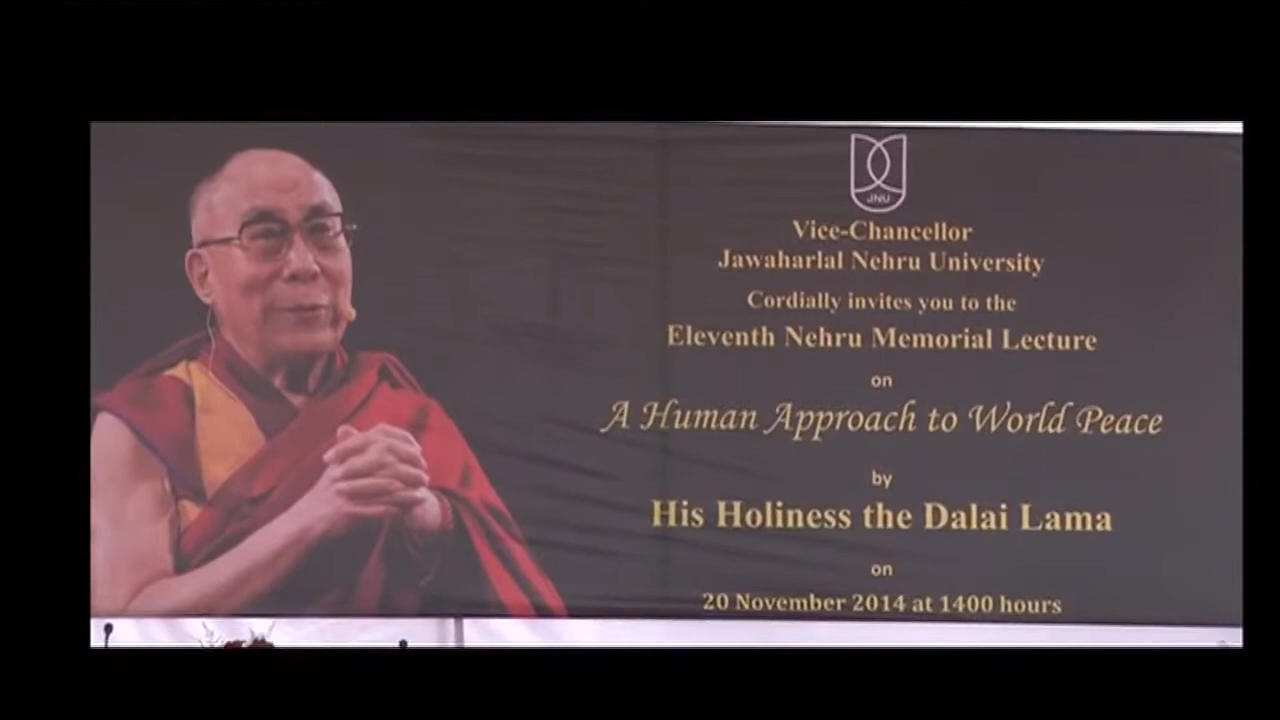 JNU
Vice-Chancellor
Jawaharlal Nehru University
Cordially invites you to the
Eleventh Nehru Memorial Lecture
on
A Human Approach to World Peace
by
His Holiness the Dalai Lama
on
20 November 2014 at 1400 hours